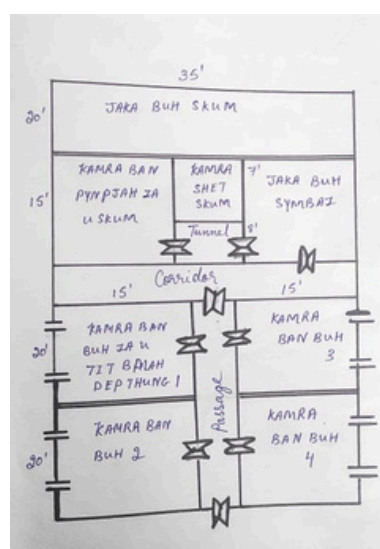 35'
20'
JAKA BUH SKUM
KAMRA BAN
PYNPJAH IA
U SKUM
KAMRA
SHET
SKUM
7'
JAKA BUH
SYMBAI
15'
Tunnel
8'
Corridor
15'
15'
KAMRA BAN
BUH IA U
TIT BALAH
DEP THUNG 1
20'
KAMRA
BAN BUH
3
Passage
KAMRA BAN
BUH 2
20'
KAMRA
BAN BUH
4